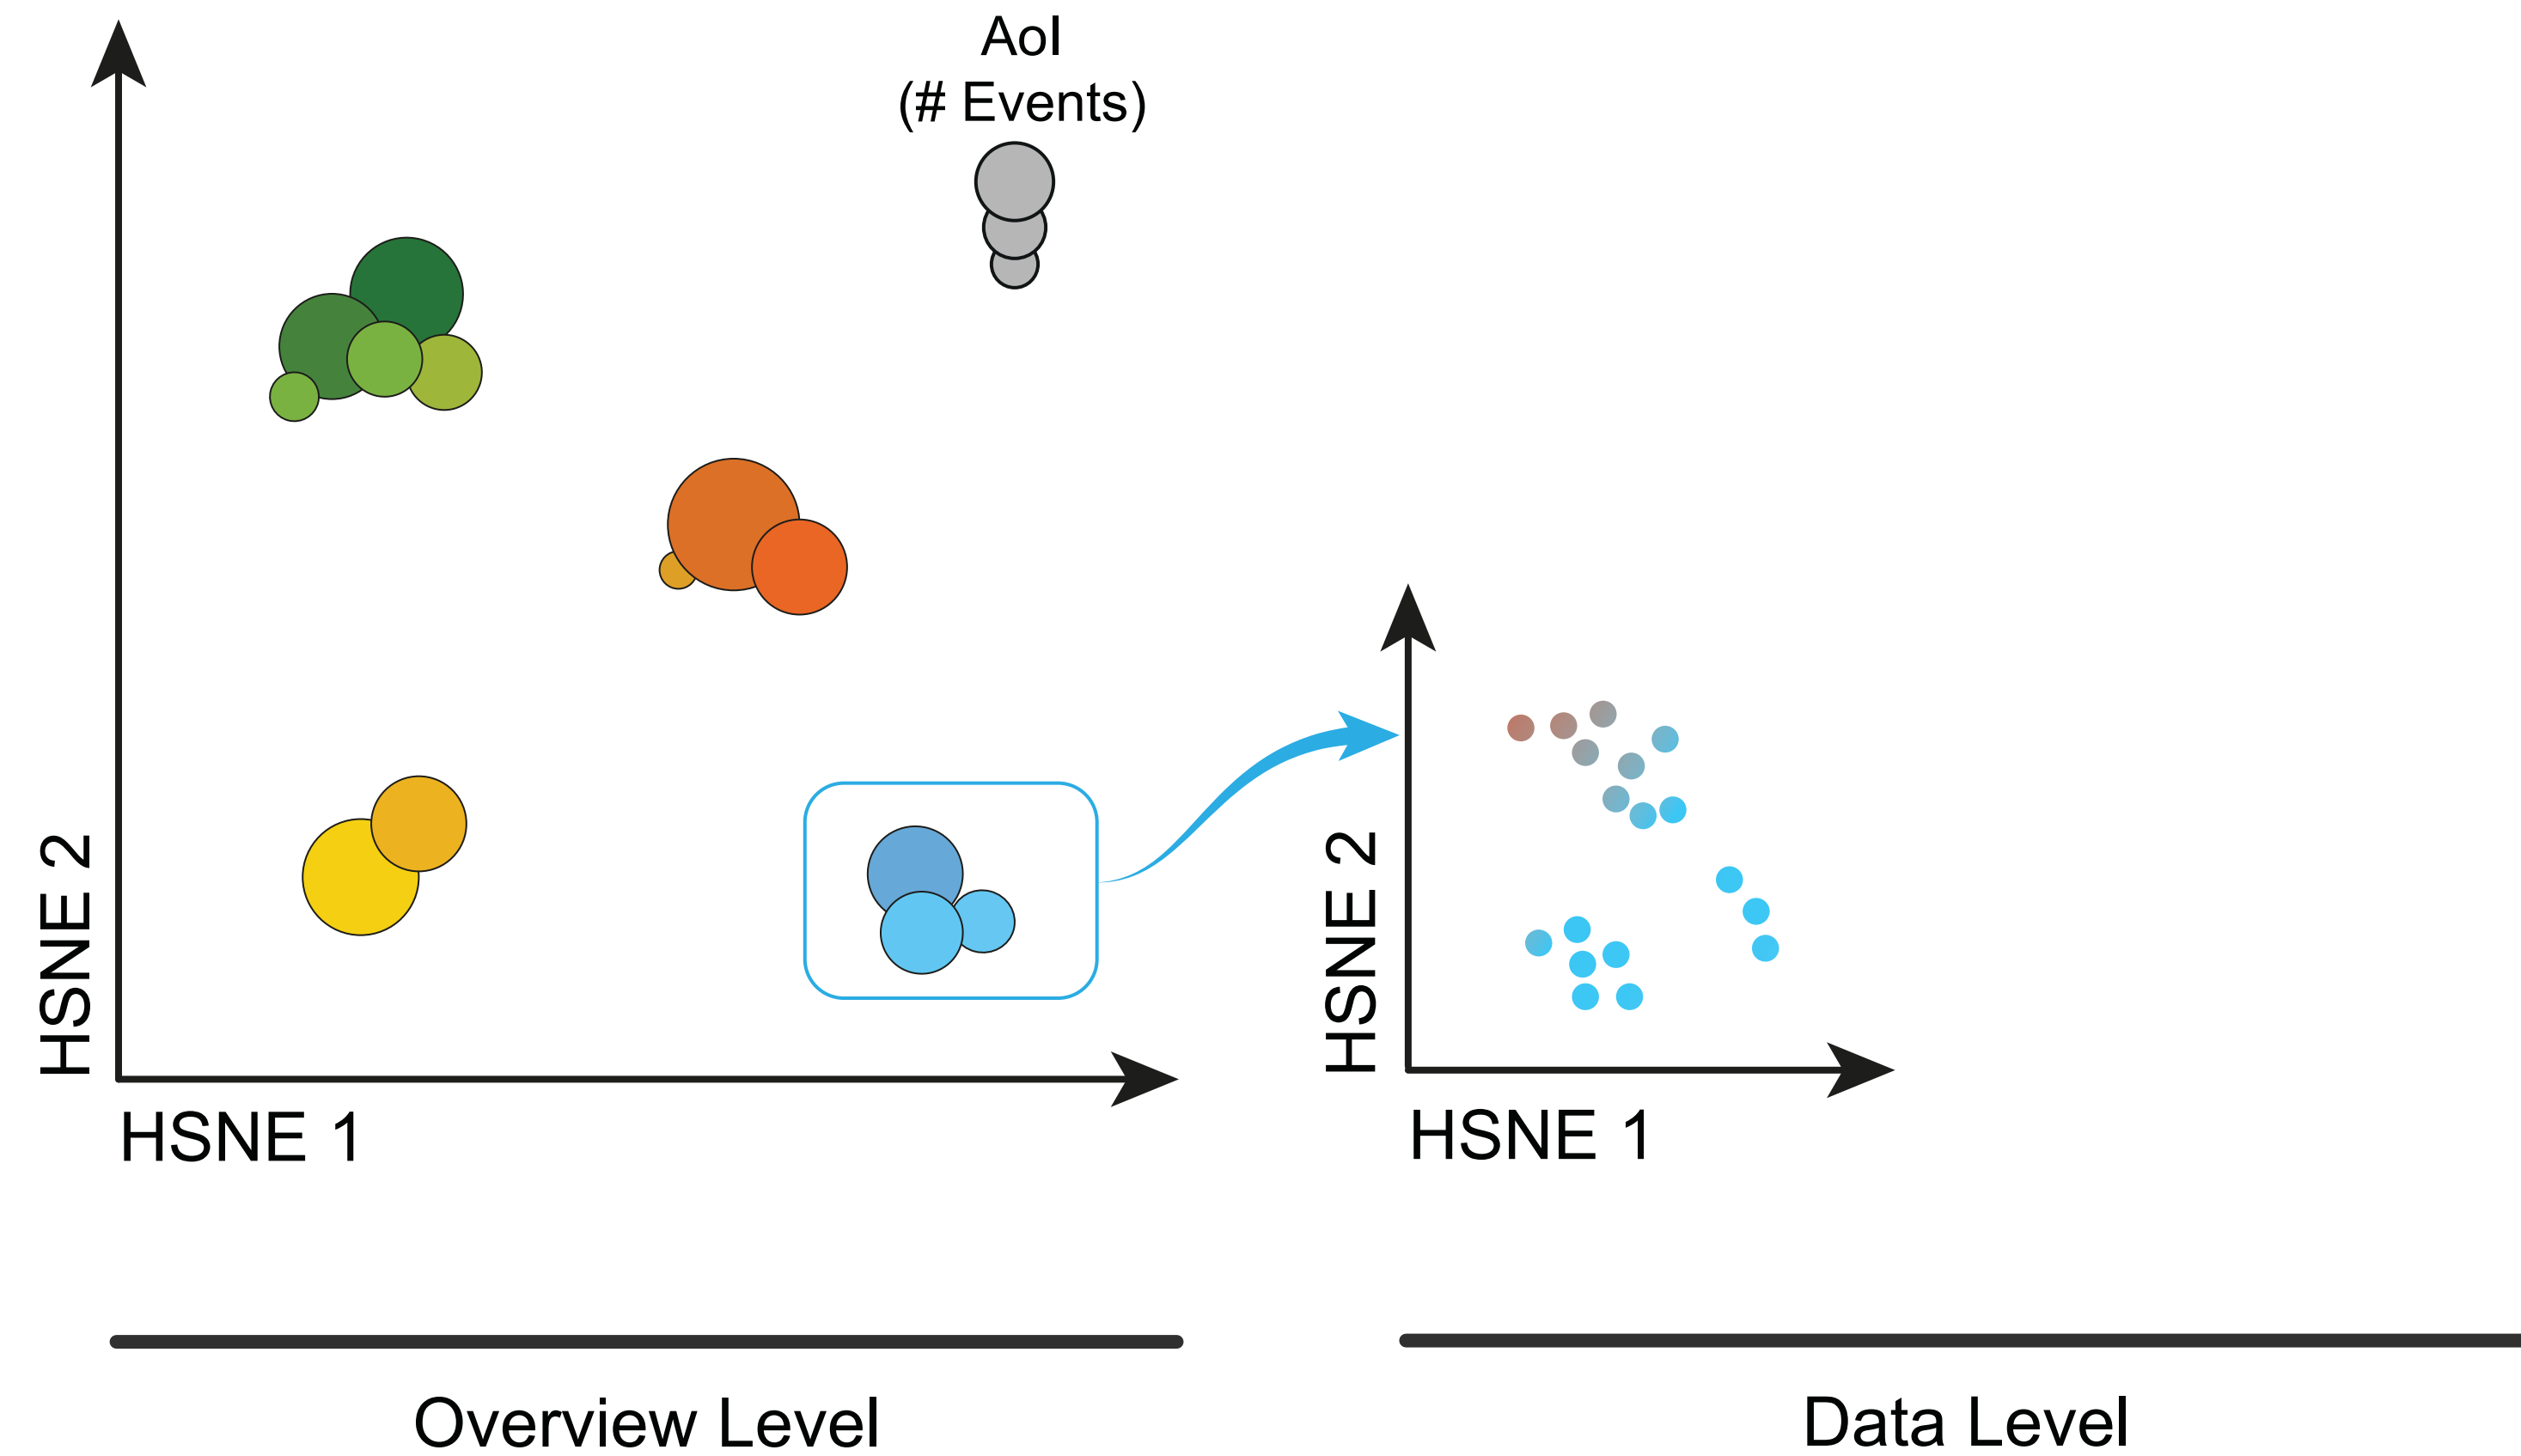 AoI
(# Events)
HSNE 2
HSNE 1
HSNE 2
HSNE 1
Overview Level
Data Level